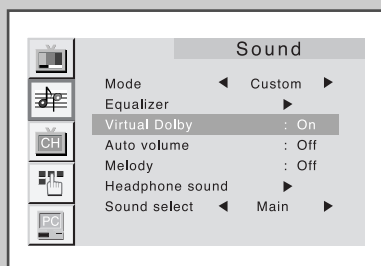 Sound
Mode ◀ Custom ▶
Equalizer ▶
Virtual Dolby : On
Auto volume : Off
Melody : Off
Headphone sound ▶
Sound select ◀ Main ▶
CH
PC